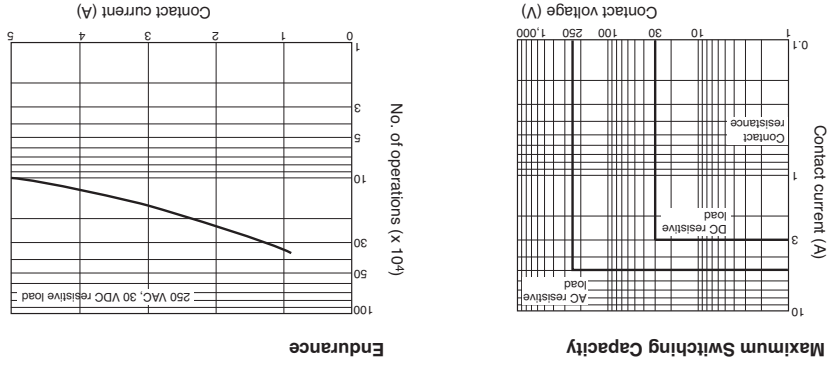 Maximum Switching Capacity
Contact current (A)
10
3
1
0.1
AC resistive
load
DC resistive
load
Contact
resistance
1
10
30
100
250
1,000
Contact voltage (V)
Endurance
No. of operations (x 10⁴)
100
50
30
10
5
3
1
250 VAC, 30 VDC resistive load
0
1
2
3
4
5
Contact current (A)